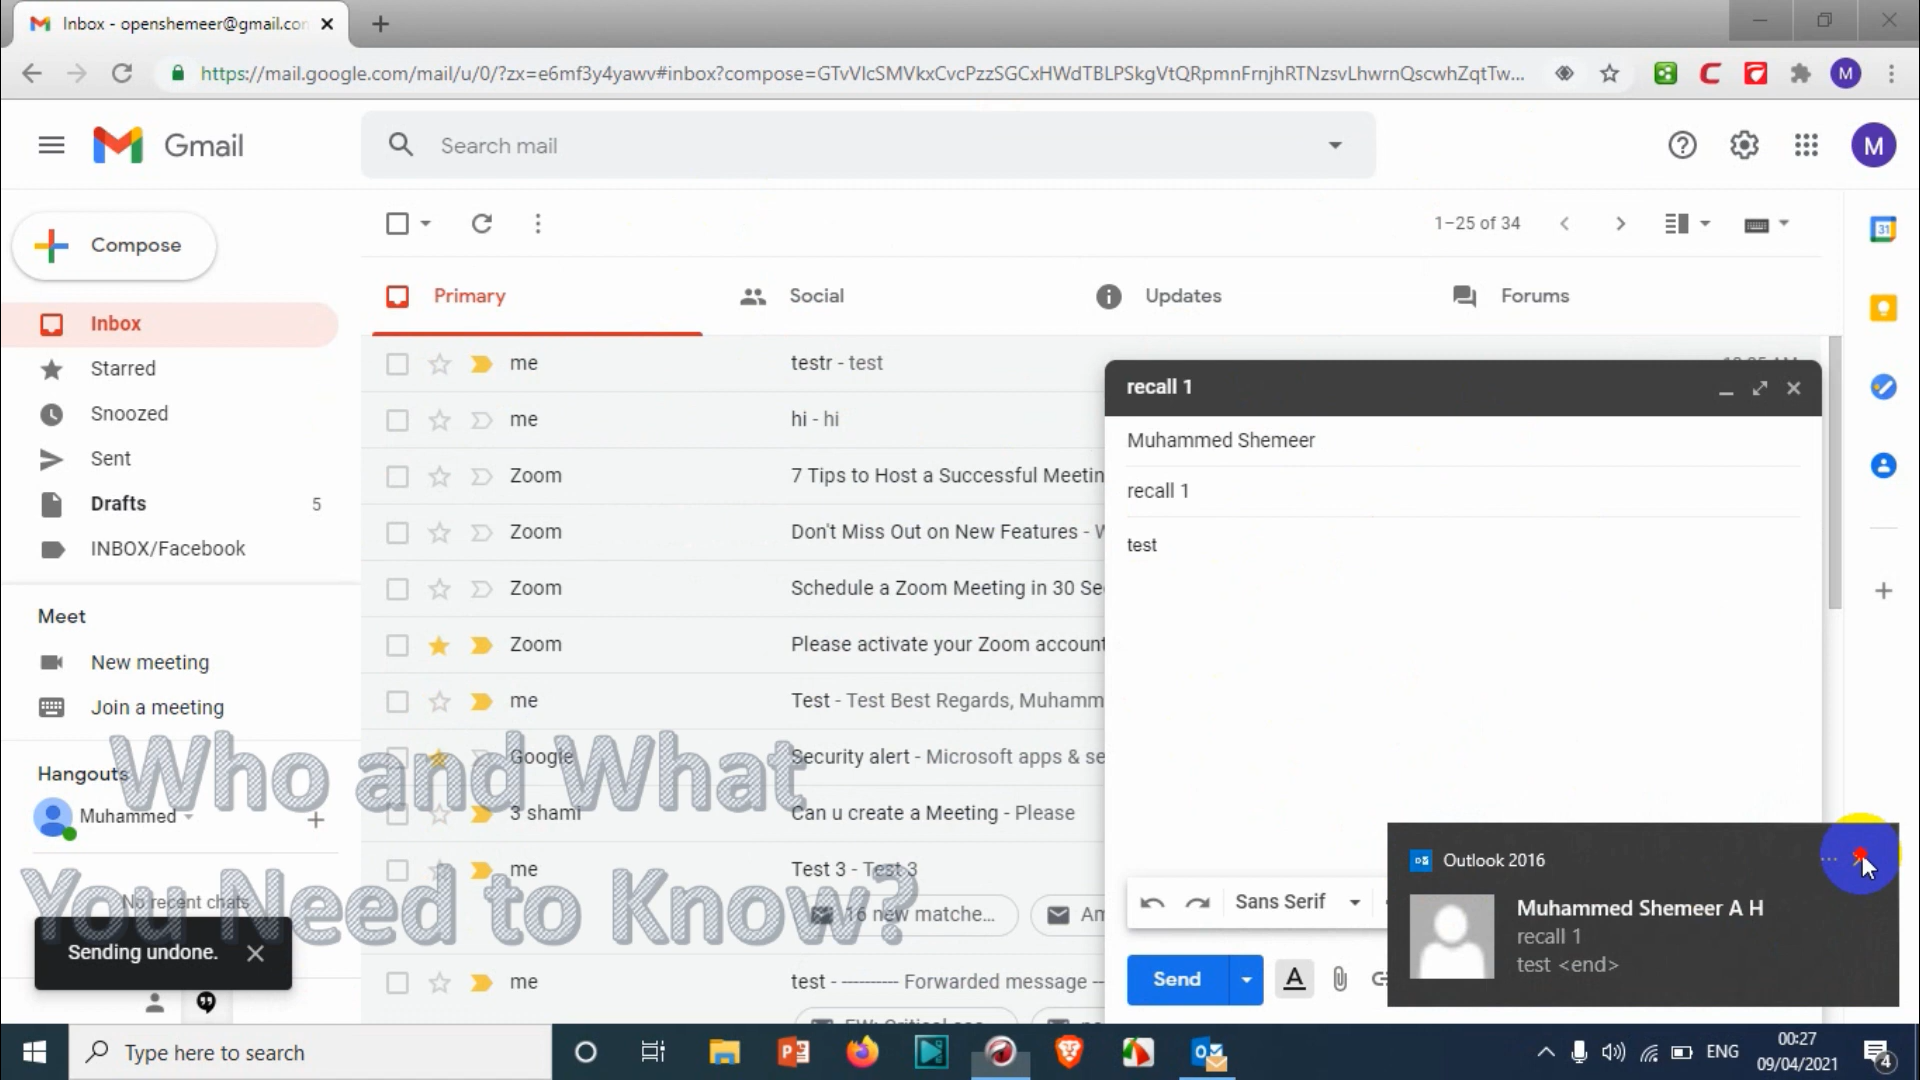 Inbox - openshemeer@gmail.com
https://mail.google.com/mail/u/0/?zx=e6mf3y4yawv#inbox?compose=GTvVlcSMVkxCvcPzzSGCxHWdTBLPSkgVtQRpmnFrnjhRTNzsvLhwrnQscwhZqtTw...
M
Gmail
Search mail
M
Compose
1–25 of 34
31
Primary
Social
Updates
Forums
Inbox
Starred
Snoozed
Sent
Drafts 5
INBOX/Facebook
Meet
New meeting
Join a meeting
Hangouts
Muhammed
No recent chats
Sending undone.
me testr - test
me hi - hi
Zoom 7 Tips to Host a Successful Meetin
Zoom Don't Miss Out on New Features - W
Zoom Schedule a Zoom Meeting in 30 Se
Zoom Please activate your Zoom account
me Test - Test Best Regards, Muhamm
Google Security alert - Microsoft apps & se
3 shami Can u create a Meeting - Please
me Test 3 - Test 3
16 new matche... Am
me test - ---------- Forwarded message --
Who and What
You Need to Know?
recall 1
Muhammed Shemeer
recall 1
test
Sans Serif
Send
A
Outlook 2016
Muhammed Shemeer A H
recall 1
test <end>
Type here to search
ENG
00:27
09/04/2021
4